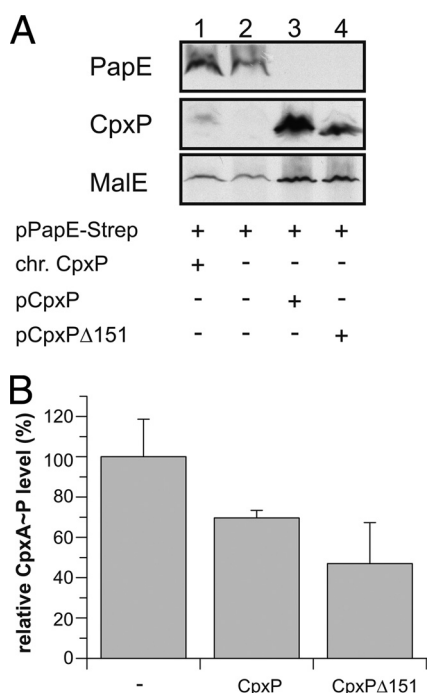 A
1 2 3 4
PapE
CpxP
MalE
pPapE-Strep + + + +
chr. CpxP + - - -
pCpxP - - + -
pCpxPΔ151 - - - +
B
relative CpxA~P level (%)
120
100
80
60
40
20
0
- CpxP CpxPΔ151